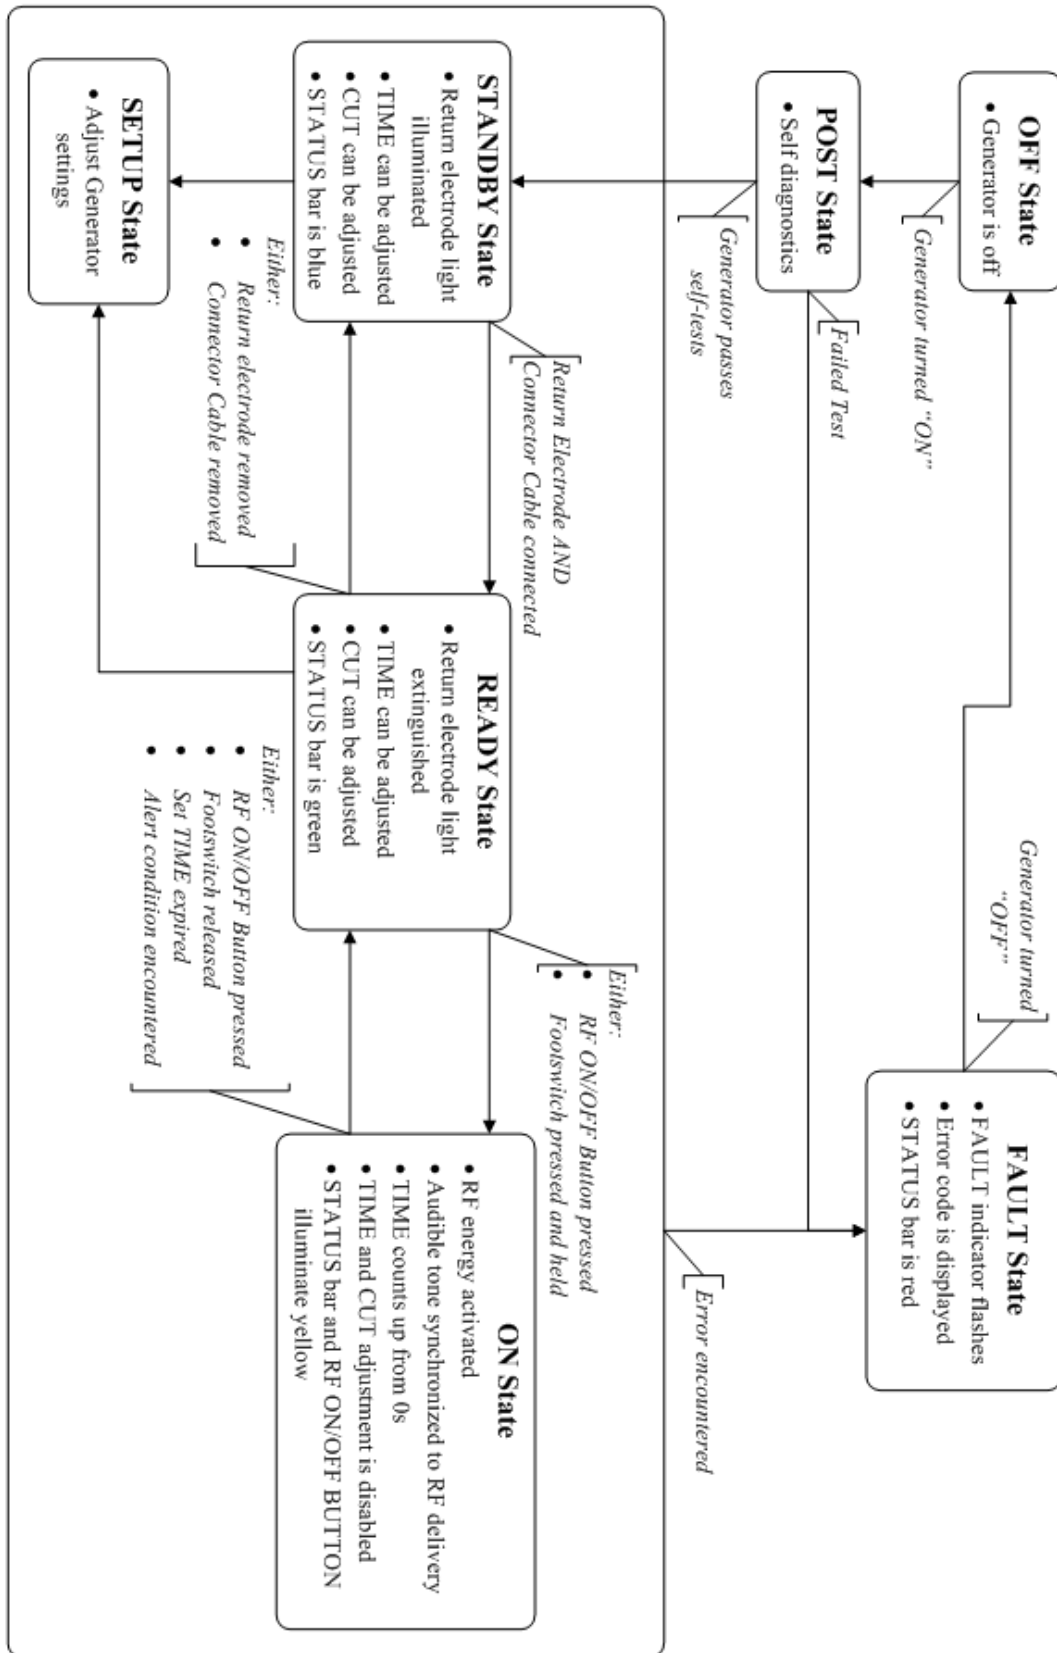 OFF State
• Generator is off
Generator turned "ON"
Generator turned
"OFF"
FAULT State
• FAULT indicator flashes
• Error code is displayed
• STATUS bar is red
POST State
• Self diagnostics
Failed Test
Generator passes
self-tests
Error encountered
STANDBY State
• Return electrode light
illuminated
• TIME can be adjusted
• CUT can be adjusted
• STATUS bar is blue
Return Electrode AND
Connector Cable connected
READY State
• Return electrode light
extinguished
• TIME can be adjusted
• CUT can be adjusted
• STATUS bar is green
Either:
• RF ON/OFF Button pressed
• Footswitch pressed and held
ON State
• RF energy activated
• Audible tone synchronized to RF delivery
• TIME counts up from 0s
• TIME and CUT adjustment is disabled
• STATUS bar and RF ON/OFF BUTTON
illuminate yellow
Either:
• Return electrode removed
• Connector Cable removed
Either:
• RF ON/OFF Button pressed
• Footswitch released
• Set TIME expired
• Alert condition encountered
SETUP State
• Adjust Generator
settings